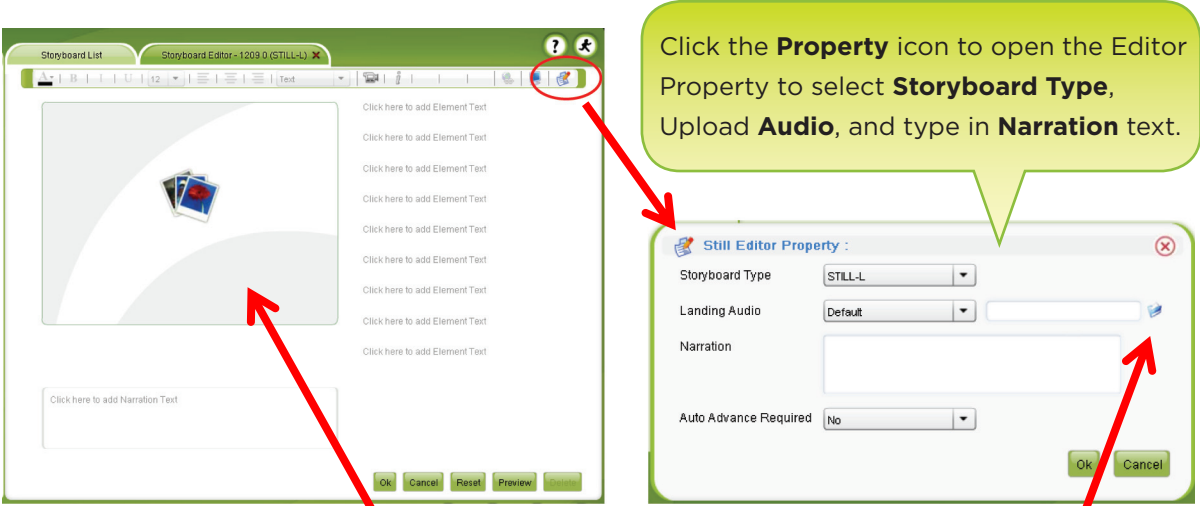 Storyboard List
Storyboard Editor - 1209.0 (STILL-L)
?
A B I U 12 Text
Click here to add Element Text
Click here to add Element Text
Click here to add Element Text
Click here to add Element Text
Click here to add Element Text
Click here to add Element Text
Click here to add Element Text
Click here to add Element Text
Click here to add Element Text
Click here to add Narration Text
Ok Cancel Reset Preview Delete
Click the Property icon to open the Editor
Property to select Storyboard Type,
Upload Audio, and type in Narration text.
Still Editor Property :
Storyboard Type STILL-L
Landing Audio Default
Narration
Auto Advance Required No
Ok Cancel